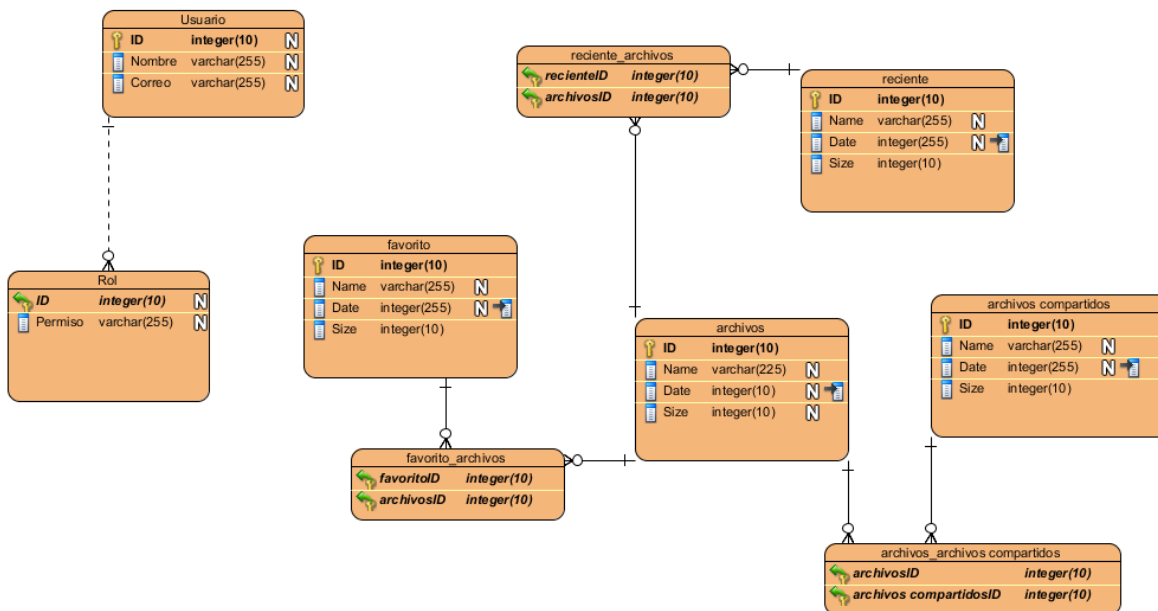 Usuario
ID integer(10) N
Nombre varchar(255) N
Correo varchar(255) N
reciente_archivos
recienteID integer(10)
archivosID integer(10)
reciente
ID integer(10)
Name varchar(255) N
Date integer(255) N
Size integer(10)
Rol
ID integer(10) N
Permiso varchar(255) N
favorito
ID integer(10)
Name varchar(255) N
Date integer(255) N
Size integer(10)
archivos
ID integer(10)
Name varchar(225) N
Date integer(10) N
Size integer(10) N
archivos compartidos
ID integer(10)
Name varchar(255) N
Date integer(255) N
Size integer(10)
favorito_archivos
favoritoID integer(10)
archivosID integer(10)
archivos_archivos compartidos
archivosID integer(10)
archivos compartidosID integer(10)